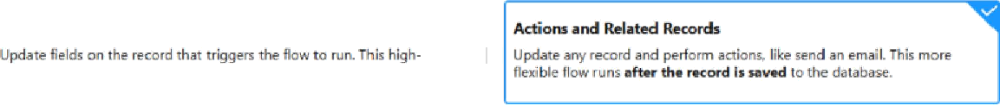 Update fields on the record that triggers the flow to run. This high-
Actions and Related Records
Update any record and perform actions, like send an email. This more
flexible flow runs after the record is saved to the database.